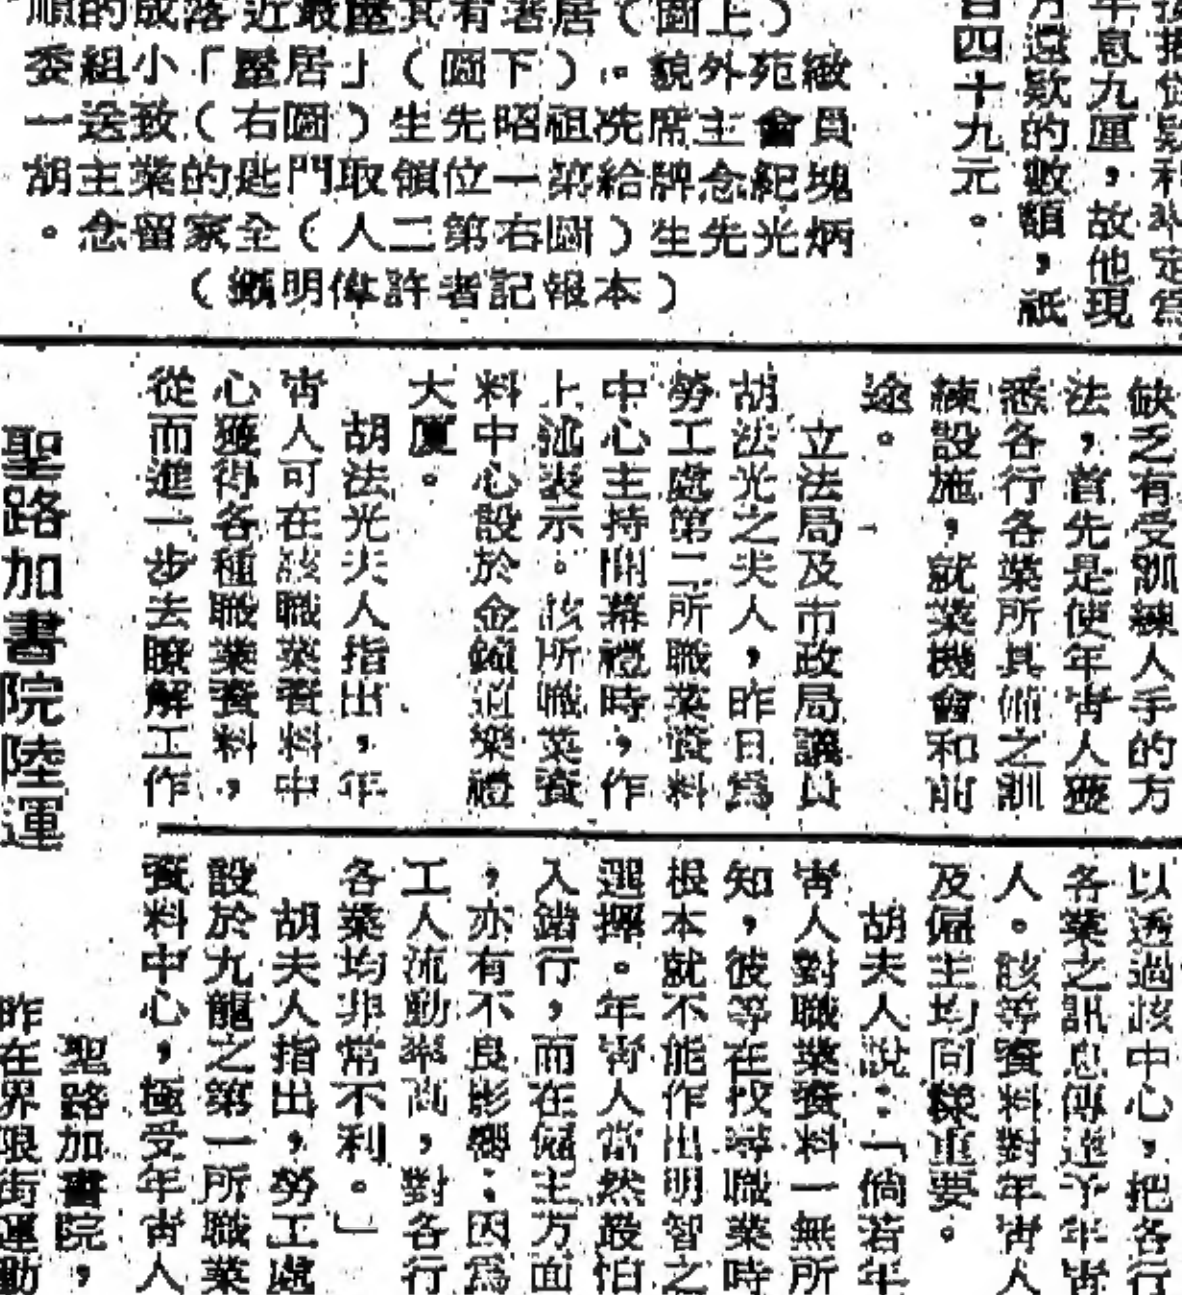 按揭貸款利率定爲
年息九厘，故他現
月還款的數額，祇
百四十九元。
（上圖）居者有其屋最近落成的順
緻苑外貌。（下圖）「居屋」小組委
員會主席冼祖昭先生（圖右）致送一
塊紀念牌給第一位領取門匙的業主胡
炳光先生（圖右第二人）全家留念。
（本報記者許偉明攝）
缺乏有受訓練人手的方
法，首先是使年青人獲
悉各行各業所具備之訓
練設施，就業機會和前
途。
立法局及市政局議員
胡法光之夫人，昨日爲
勞工處第二所職業資料
中心主持開幕禮時，作
上述表示。該所職業資
料中心設於金鐘道樂禮
大厦。
胡法光夫人指出，年
青人可在該職業資料中
心獲得各種職業資料，
從而進一步去瞭解工作
以透過該中心，把各行
各業之訊息傳達予年青
人。該等資料對年青人
及僱主均同樣重要。
胡夫人說：「倘若年
青人對職業資料一無所
知，彼等在找尋職業時
根本就不能作出明智之
選擇。年青人當然最怕
入錯行，而在僱主方面
，亦有不良影響：因爲
工人流動率高，對各行
各業均非常不利。」
胡夫人指出，勞工處
設於九龍之第一所職業
資料中心，極受年青人
聖路加書院陸運
聖路加書院，
昨在界限街運動